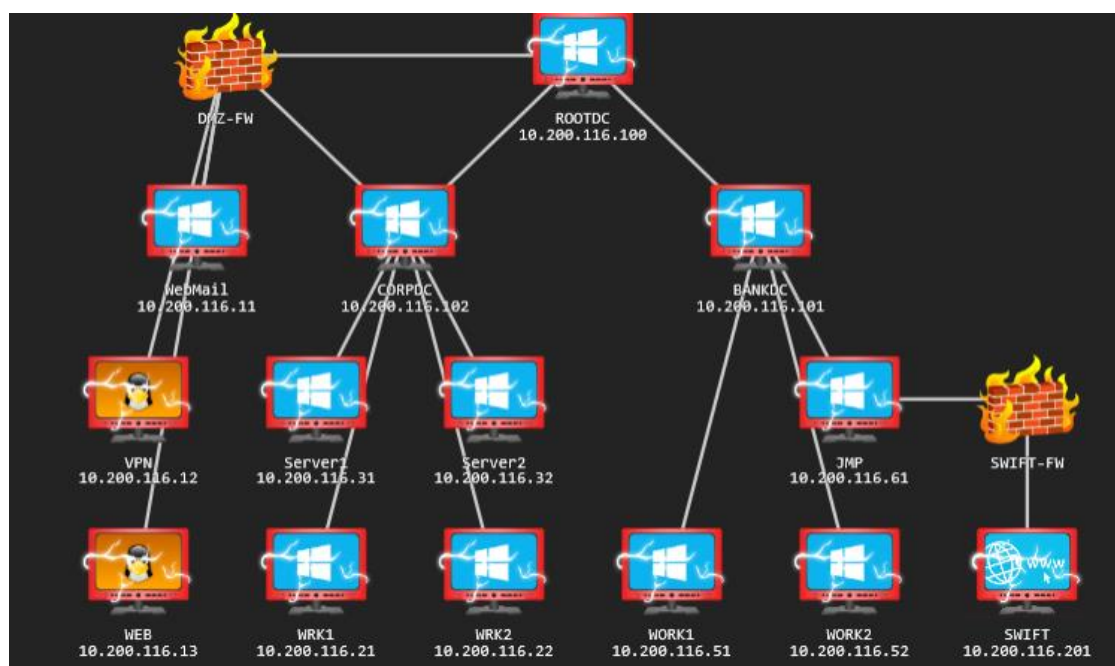 DMZ-FW
ROOTDC
10.200.116.100
WebMail
10.200.116.11
CORPDC
10.200.116.102
BANKDC
10.200.116.101
VPN
10.200.116.12
Server1
10.200.116.31
Server2
10.200.116.32
JMP
10.200.116.61
SWIFT-FW
WEB
10.200.116.13
WRK1
10.200.116.21
WRK2
10.200.116.22
WORK1
10.200.116.51
WORK2
10.200.116.52
WWW
SWIFT
10.200.116.201